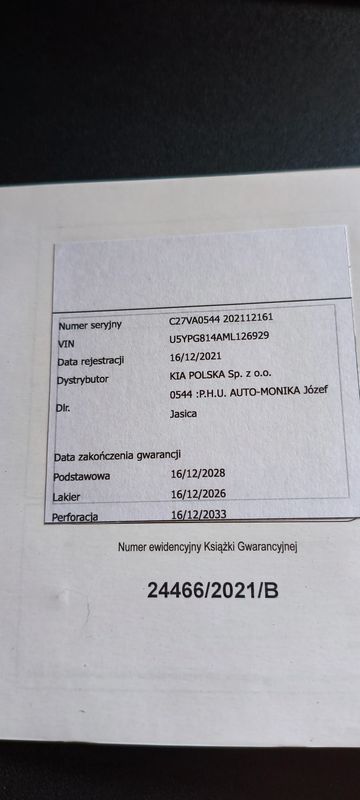 Numer seryjny C27VA0544 202112161
VIN U5YPG814AML126929
Data rejestracji 16/12/2021
Dystrybutor KIA POLSKA Sp. z o.o.
Dlr. 0544 :P.H.U. AUTO-MONIKA Józef
Jasica
Data zakończenia gwarancji
Podstawowa 16/12/2028
Lakier 16/12/2026
Perforacja 16/12/2033
Numer ewidencyjny Książki Gwarancyjnej
24466/2021/B